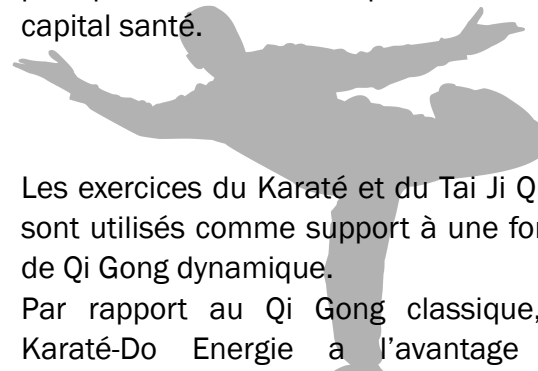 capital santé.
Les exercices du Karaté et du Tai Ji Q
sont utilisés comme support à une for
de Qi Gong dynamique.
Par rapport au Qi Gong classique,
Karaté-Do Energie a l’avantage